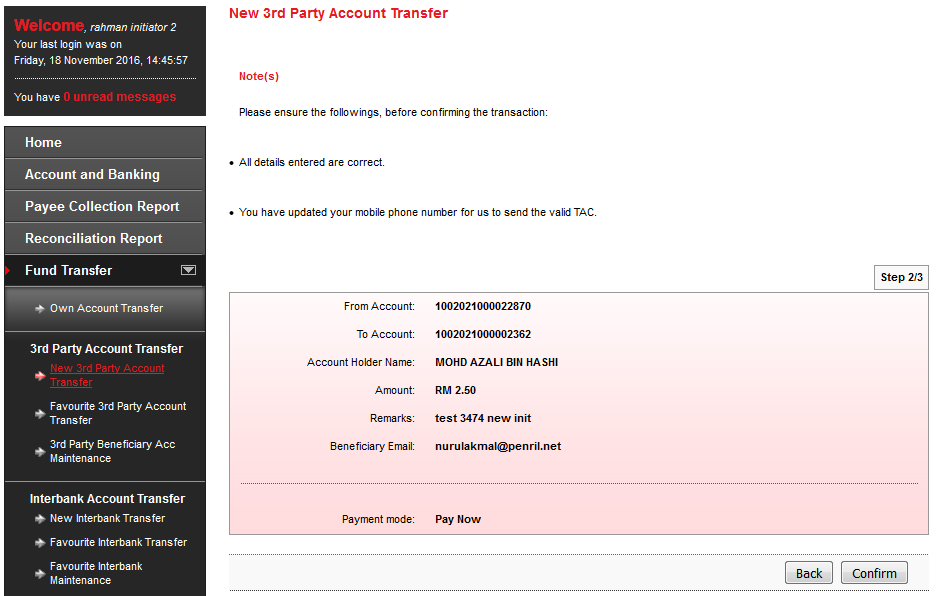 Welcome, rahman initiator 2
Your last login was on
Friday, 18 November 2016, 14:45:57
You have 0 unread messages
Home
Account and Banking
Payee Collection Report
Reconciliation Report
Fund Transfer
Own Account Transfer
3rd Party Account Transfer
New 3rd Party Account
Transfer
Favourite 3rd Party Account
Transfer
3rd Party Beneficiary Acc
Maintenance
Interbank Account Transfer
New Interbank Transfer
Favourite Interbank Transfer
Favourite Interbank
Maintenance
New 3rd Party Account Transfer
Note(s)
Please ensure the followings, before confirming the transaction:
• All details entered are correct.
• You have updated your mobile phone number for us to send the valid TAC.
Step 2/3
From Account: 1002021000022870
To Account: 1002021000002362
Account Holder Name: MOHD AZALI BIN HASHI
Amount: RM 2.50
Remarks: test 3474 new init
Beneficiary Email: nurulakmal@penril.net
Payment mode: Pay Now
Back Confirm